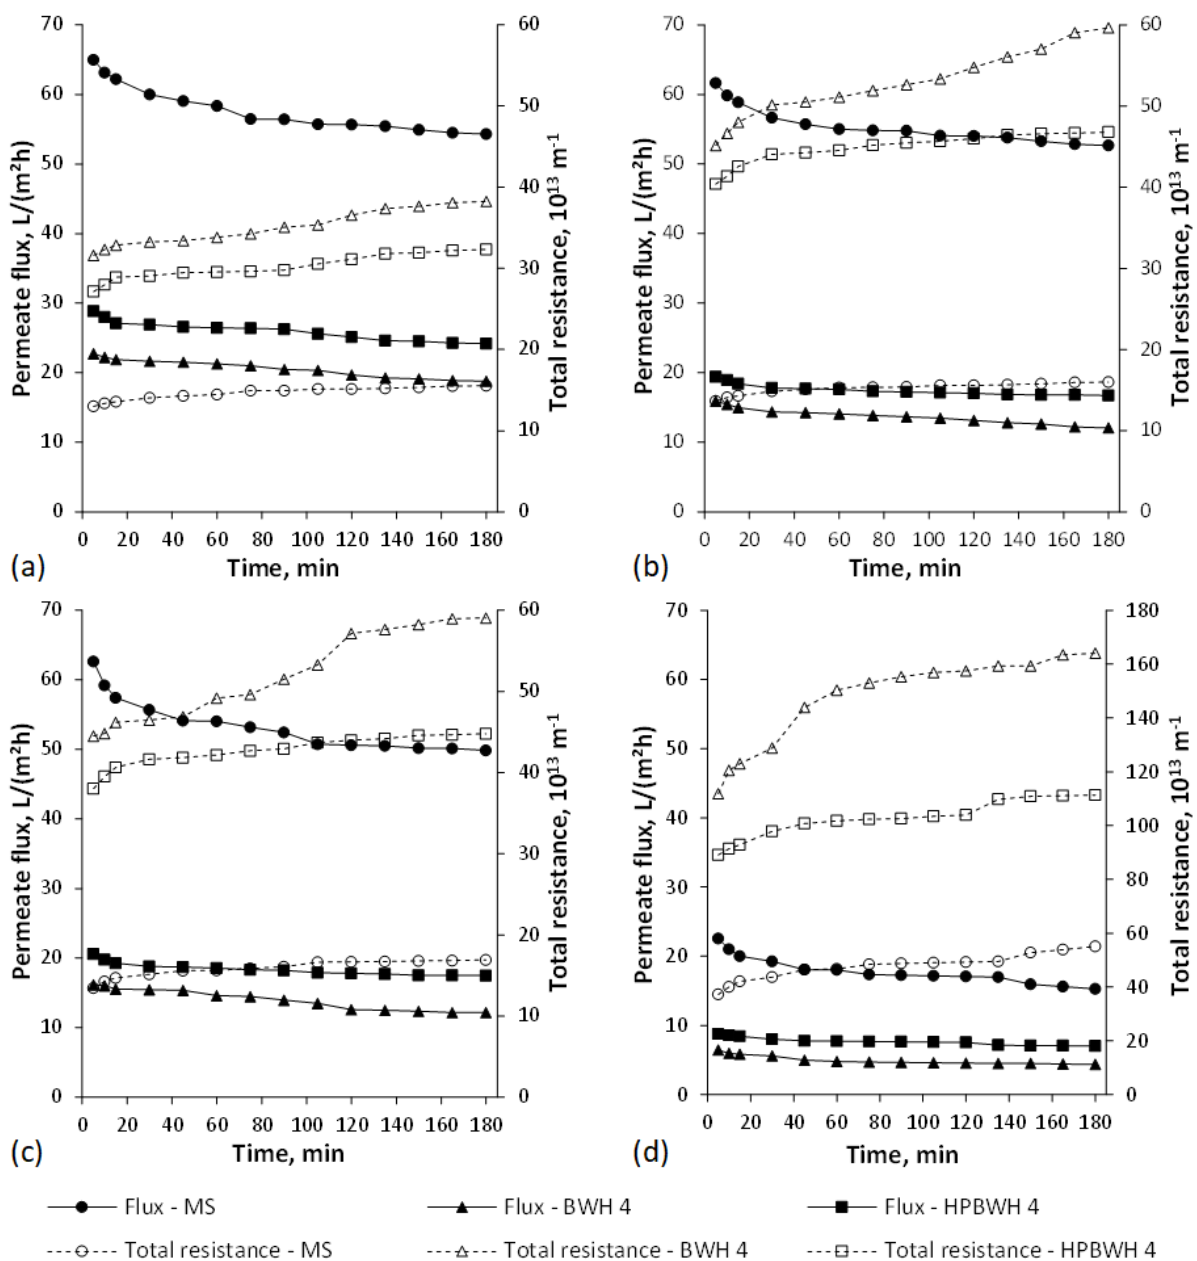 70 60 70 60
60 50 60 50
50 40 50 40
40 30 40 30
30 20 30 20
20 10 20 10
10 10
0 0 0 0
Permeate flux, L/(m²h)
Total resistance, 10¹³ m⁻¹
Permeate flux, L/(m²h)
Total resistance, 10¹³ m⁻¹
0 20 40 60 80 100 120 140 160 180
0 20 40 60 80 100 120 140 160 180
(a) Time, min
(b) Time, min
70 60 70 180
60 50 60 160
50 40 50 140
40 30 40 120
30 20 30 100
20 10 20 80
10 10 60
0 0 0 40
20
0
Permeate flux, L/(m²h)
Total resistance, 10¹³ m⁻¹
Permeate flux, L/(m²h)
Total resistance, 10¹³ m⁻¹
0 20 40 60 80 100 120 140 160 180
0 20 40 60 80 100 120 140 160 180
(c) Time, min
(d) Time, min
Flux - MS Flux - BWH 4 Flux - HPBWH 4
Total resistance - MS Total resistance - BWH 4 Total resistance - HPBWH 4